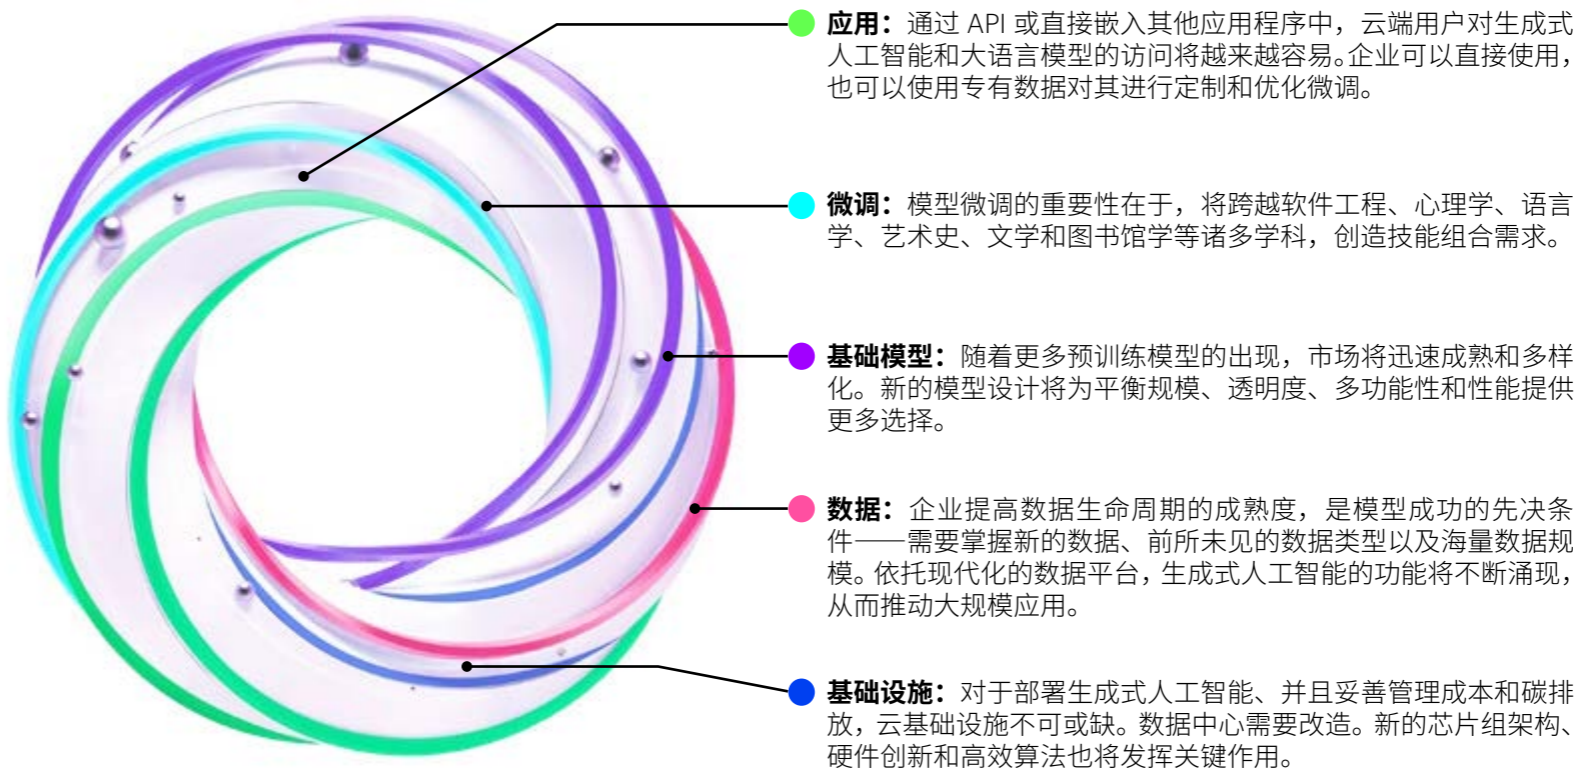 应用：通过 API 或直接嵌入其他应用程序中，云端用户对生成式
人工智能和大语言模型的访问将越来越容易。企业可以直接使用，
也可以使用专有数据对其进行定制和优化微调。
微调：模型微调的重要性在于，将跨越软件工程、心理学、语言
学、艺术史、文学和图书馆学等诸多学科，创造技能组合需求。
基础模型：随着更多预训练模型的出现，市场将迅速成熟和多样
化。新的模型设计将为平衡规模、透明度、多功能性和性能提供
更多选择。
数据：企业提高数据生命周期的成熟度，是模型成功的先决条
件——需要掌握新的数据、前所未见的数据类型以及海量数据规
模。依托现代化的数据平台，生成式人工智能的功能将不断涌现，
从而推动大规模应用。
基础设施：对于部署生成式人工智能、并且妥善管理成本和碳排
放，云基础设施不可或缺。数据中心需要改造。新的芯片组架构、
硬件创新和高效算法也将发挥关键作用。